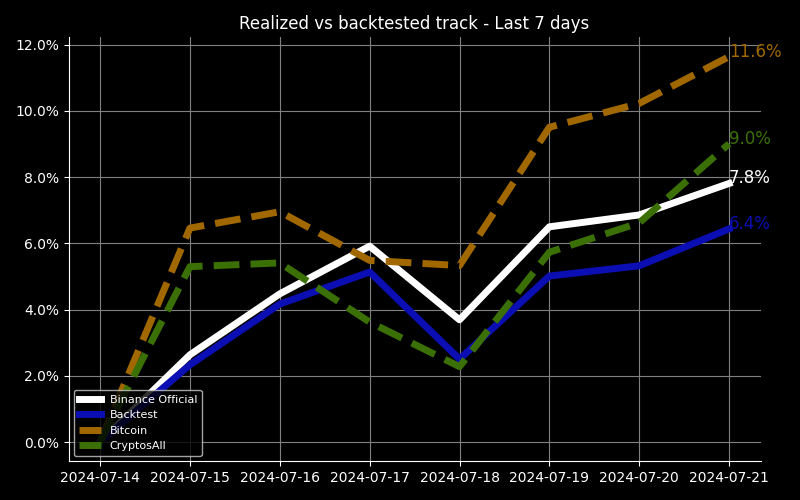 Realized vs backtested track - Last 7 days
12.0%
10.0%
8.0%
6.0%
4.0%
2.0%
0.0%
11.6%
9.0%
7.8%
6.4%
Binance Official
Backtest
Bitcoin
CryptosAll
2024-07-14 2024-07-15 2024-07-16 2024-07-17 2024-07-18 2024-07-19 2024-07-20 2024-07-21